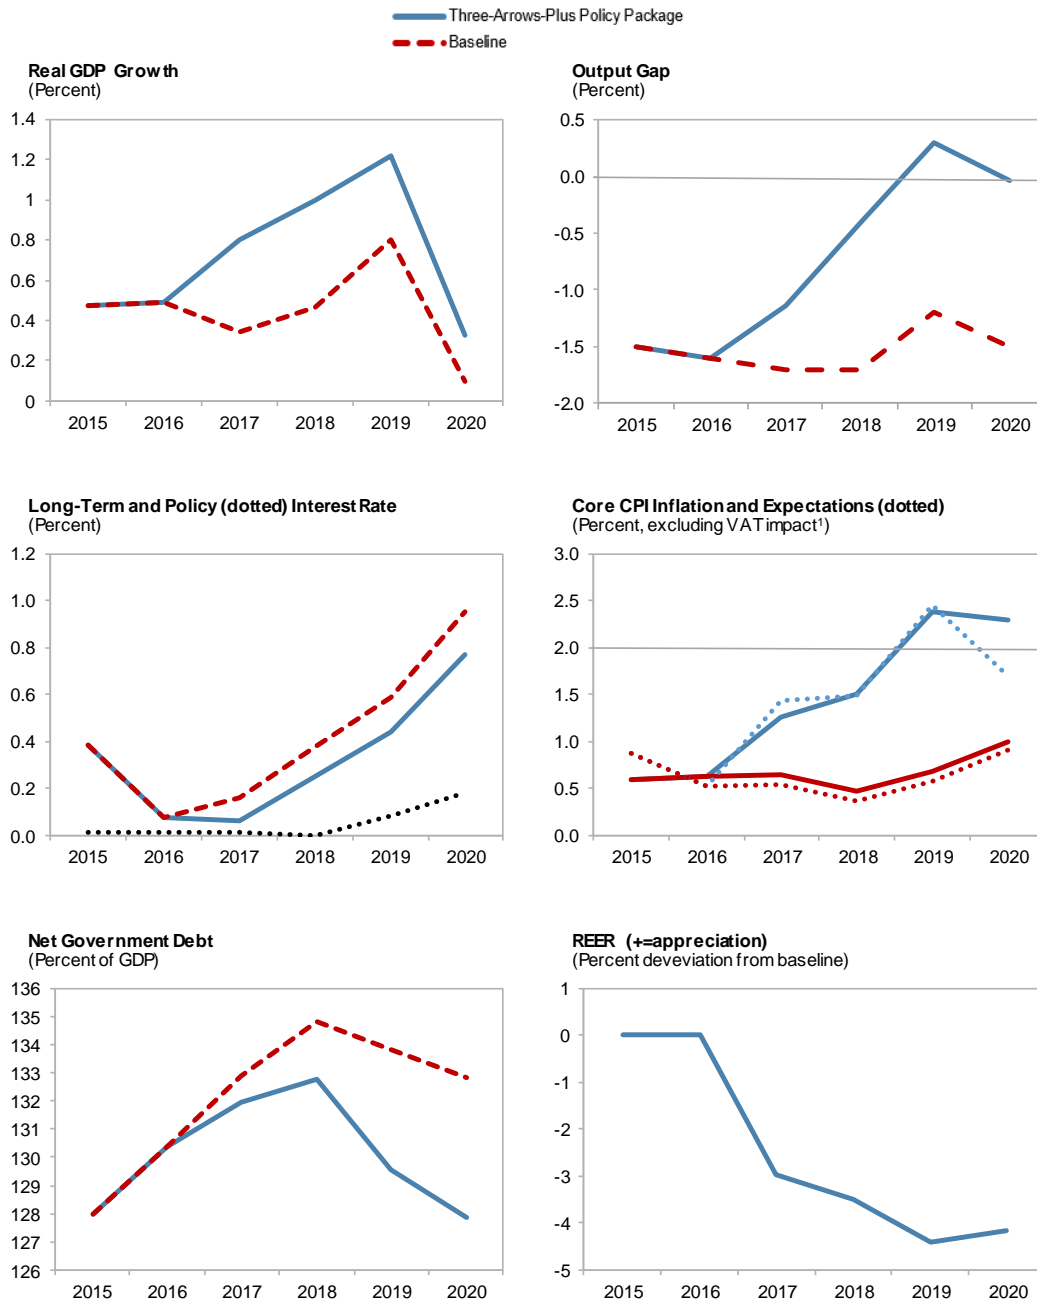 Three-Arrows-Plus Policy Package
Baseline
Real GDP Growth
(Percent)
1.4
1.2
1
0.8
0.6
0.4
0.2
0
2015 2016 2017 2018 2019 2020
Output Gap
(Percent)
0.5
0.0
-0.5
-1.0
-1.5
-2.0
2015 2016 2017 2018 2019 2020
Long-Term and Policy (dotted) Interest Rate
(Percent)
1.2
1.0
0.8
0.6
0.4
0.2
0.0
2015 2016 2017 2018 2019 2020
Core CPI Inflation and Expectations (dotted)
(Percent, excluding VAT impact¹)
3.0
2.5
2.0
1.5
1.0
0.5
0.0
2015 2016 2017 2018 2019 2020
Net Government Debt
(Percent of GDP)
136
135
134
133
132
131
130
129
128
127
126
2015 2016 2017 2018 2019 2020
REER (+=appreciation)
(Percent deveviation from baseline)
1
0
-1
-2
-3
-4
-5
2015 2016 2017 2018 2019 2020